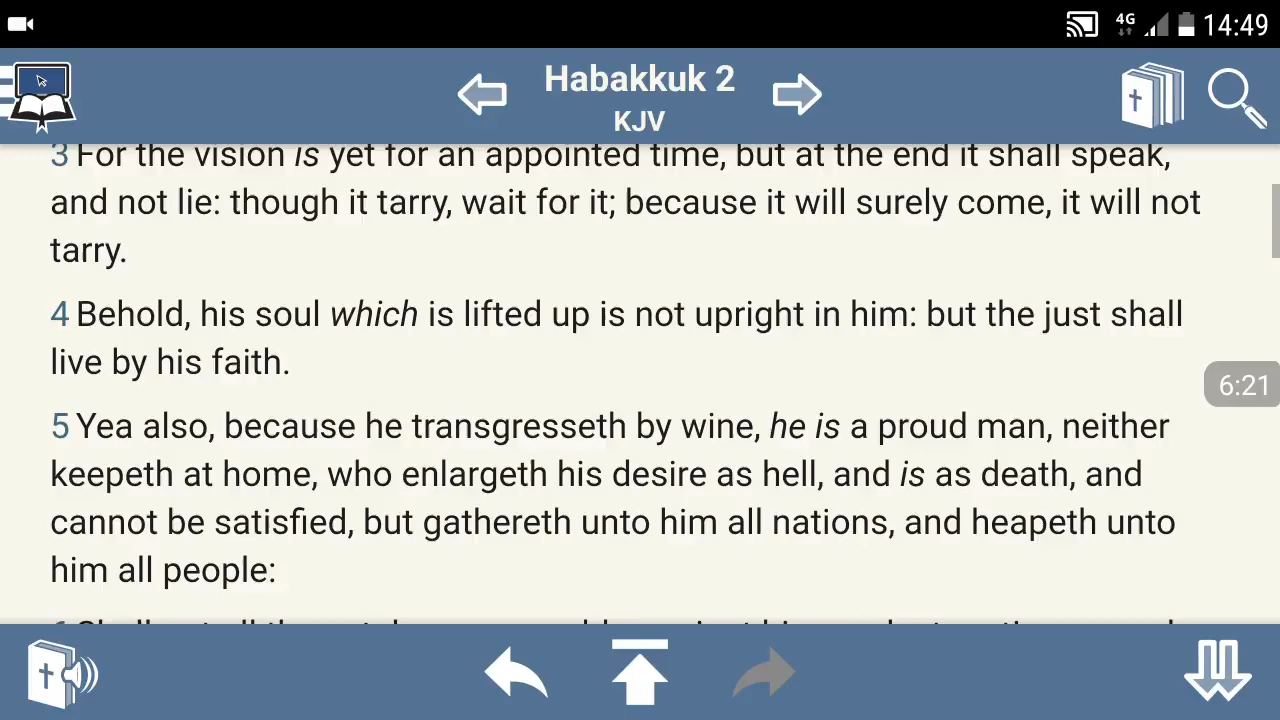 4G 14:49
Habakkuk 2
KJV
3 For the vision is yet for an appointed time, but at the end it shall speak,
and not lie: though it tarry, wait for it; because it will surely come, it will not
tarry.
4 Behold, his soul which is lifted up is not upright in him: but the just shall
live by his faith.
6:21
5 Yea also, because he transgresseth by wine, he is a proud man, neither
keepeth at home, who enlargeth his desire as hell, and is as death, and
cannot be satisfied, but gathereth unto him all nations, and heapeth unto
him all people: